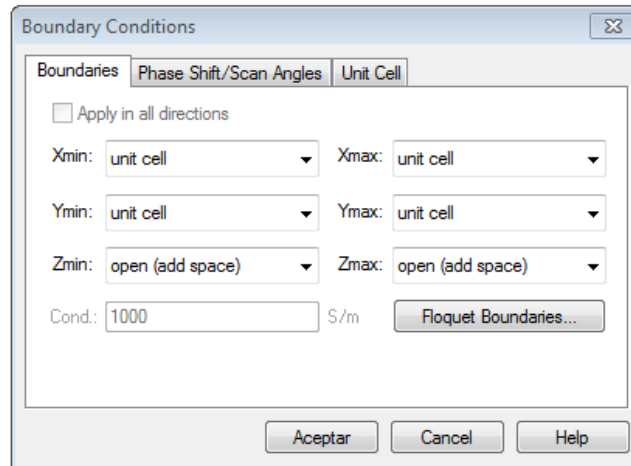 Boundary Conditions
Boundaries Phase Shift/Scan Angles Unit Cell
Apply in all directions
Xmin: unit cell Xmax: unit cell
Ymin: unit cell Ymax: unit cell
Zmin: open (add space) Zmax: open (add space)
Cond.: 1000 S/m Floquet Boundaries...
Aceptar Cancel Help